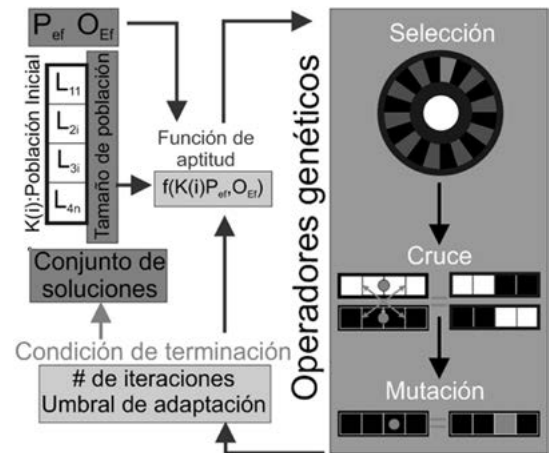 P_ef O_Ef
K(i):Población Inicial
L_11
L_2i
L_3i
L_4n
Tamaño de población
Función de
aptitud
f(K(i)P_ef,O_Ef)
Conjunto de
soluciones
Condición de terminación
# de iteraciones
Umbral de adaptación
Operadores genéticos
Selección
Cruce
Mutación